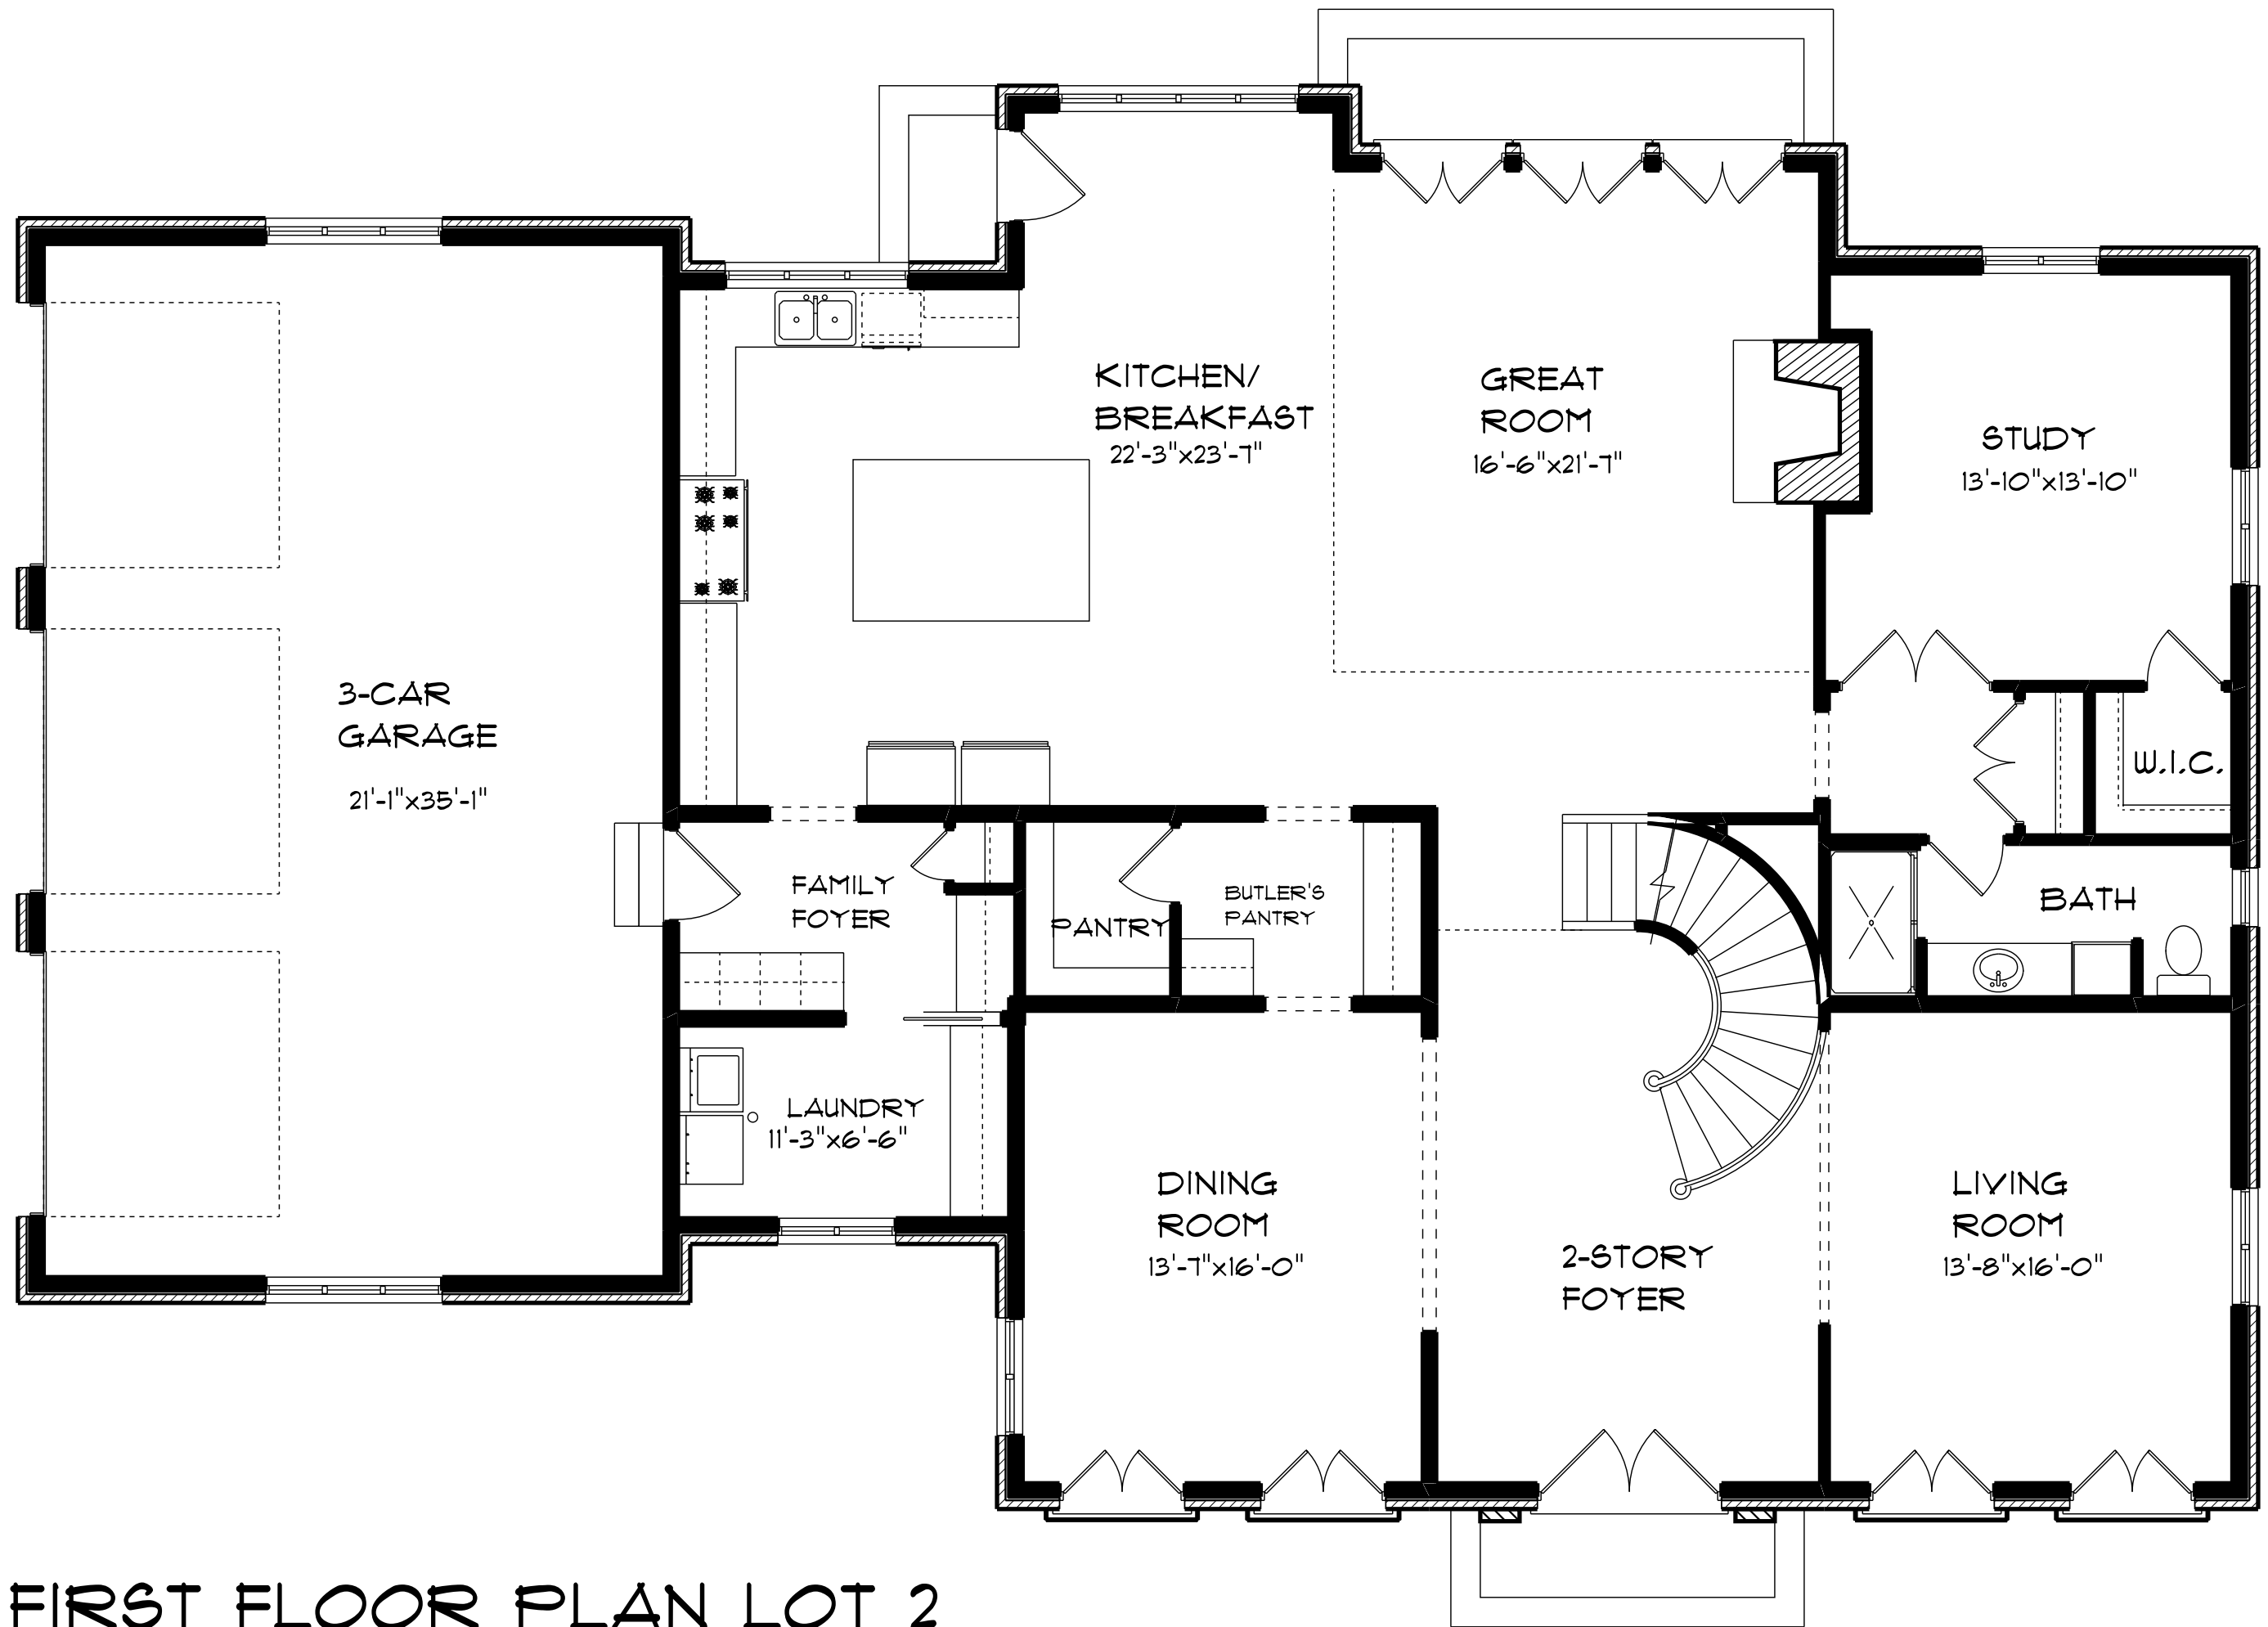 KITCHEN/
BREAKFAST
22'-3"x23'-7"
GREAT
ROOM
16'-6"x21'-7"
STUDY
13'-10"x13'-10"
3-CAR
GARAGE
21'-1"x35'-1"
W.I.C.
FAMILY
FOYER
PANTRY
BUTLER'S
PANTRY
BATH
LAUNDRY
11'-3"x6'-6"
DINING
ROOM
13'-7"x16'-0"
2-STORY
FOYER
LIVING
ROOM
13'-8"x16'-0"
FIRST FLOOR PLAN LOT 2